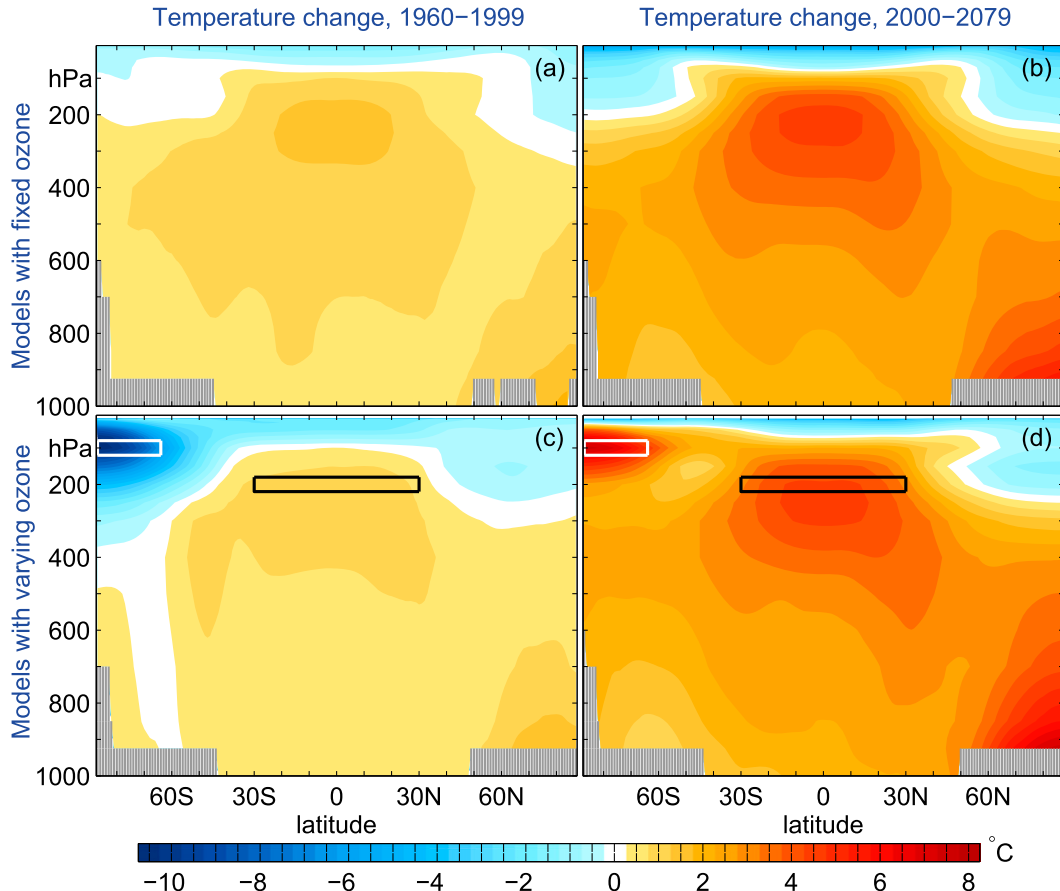 Temperature change, 1960−1999
Temperature change, 2000−2079
Models with fixed ozone
hPa
200
400
600
800
1000
(a)
(b)
Models with varying ozone
hPa
200
400
600
800
1000
(c)
(d)
60S 30S 0 30N 60N
60S 30S 0 30N 60N
latitude
latitude
−10 −8 −6 −4 −2 0 2 4 6 8
°C